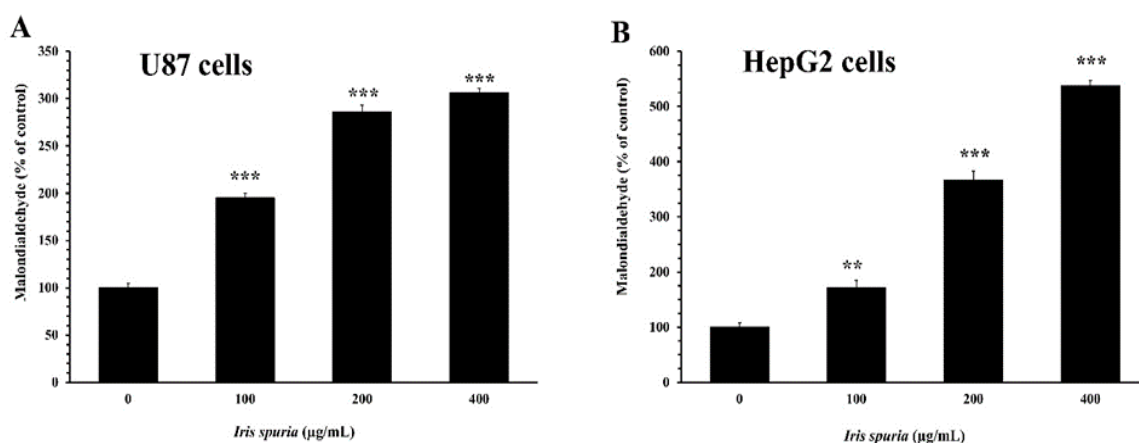 A
U87 cells
Malondialdehyde (% of control)
350
300
250
200
150
100
50
0
***
***
***
0 100 200 400
Iris spuria (µg/mL)
B
HepG2 cells
Malondialdehyde (% of control)
600
500
400
300
200
100
0
**
***
***
0 100 200 400
Iris spuria (µg/mL)